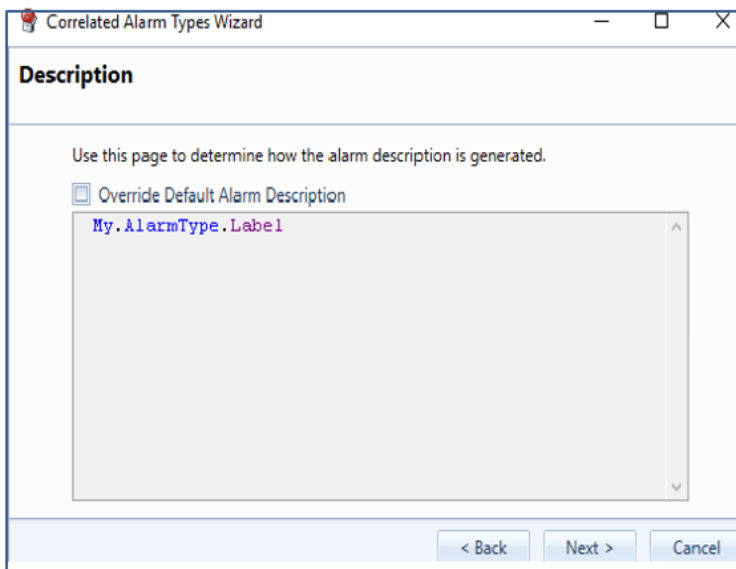 Correlated Alarm Types Wizard
Description
Use this page to determine how the alarm description is generated.
Override Default Alarm Description
My.AlarmType.Label
< Back
Next >
Cancel